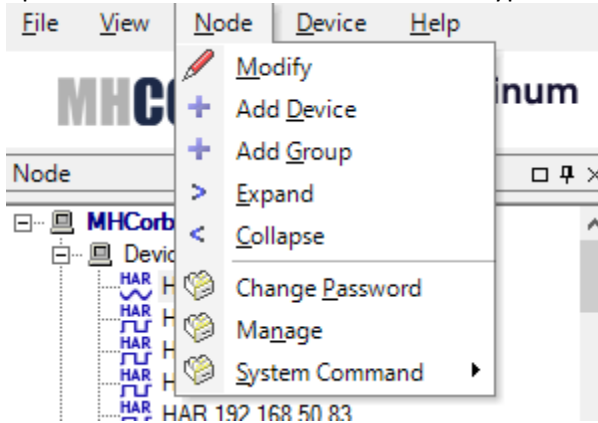 File View Node Device Help
Modify
MHC inum
Add Device
Add Group
Node
Expand
MHCorb
Collapse
Devic
HAR H
Change Password
HAR H
Manage
HAR H
System Command
HAR H
HAR HAR 192.168.50.83